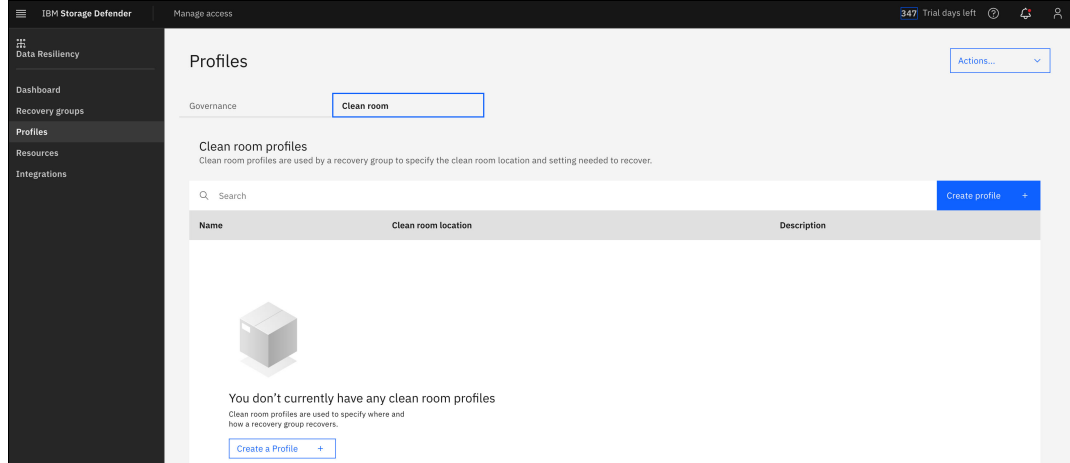 IBM Storage Defender
Manage access
347 Trial days left
Data Resiliency
Dashboard
Recovery groups
Profiles
Resources
Integrations
Profiles
Actions...
Governance
Clean room
Clean room profiles
Clean room profiles are used by a recovery group to specify the clean room location and setting needed to recover.
Search
Create profile +
Name Clean room location Description
You don't currently have any clean room profiles
Clean room profiles are used to specify where and
how a recovery group recovers.
Create a Profile +